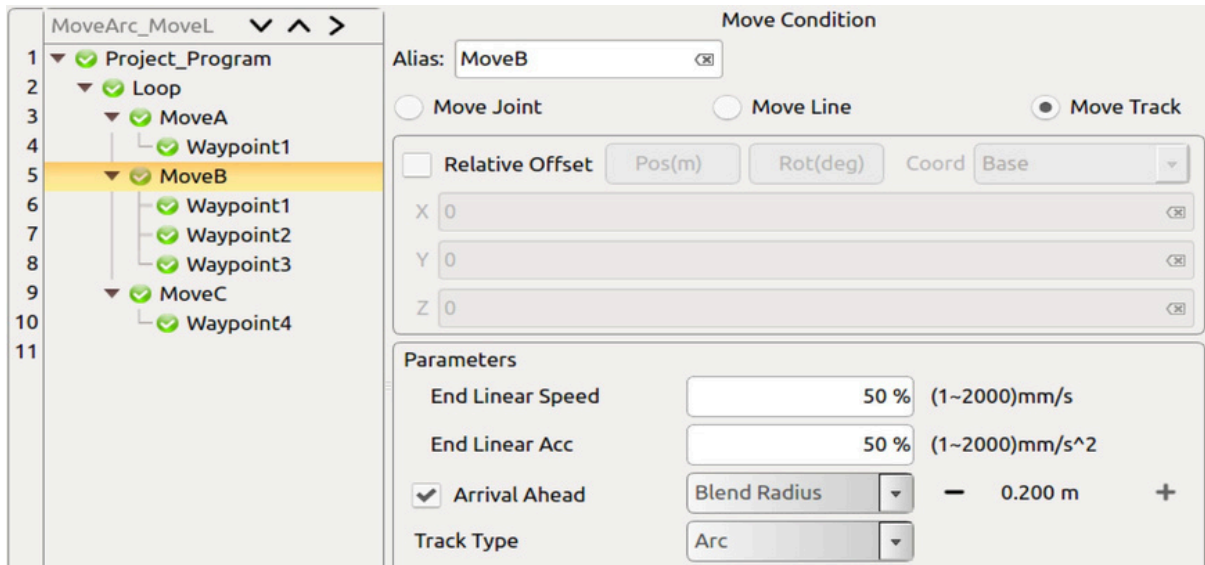 MoveArc_MoveL
1 Project_Program
2 Loop
3 MoveA
4 Waypoint1
5 MoveB
6 Waypoint1
7 Waypoint2
8 Waypoint3
9 MoveC
10 Waypoint4
11
Move Condition
Alias: MoveB
Move Joint Move Line Move Track
Relative Offset Pos(m) Rot(deg) Coord Base
X 0
Y 0
Z 0
Parameters
End Linear Speed 50 % (1~2000)mm/s
End Linear Acc 50 % (1~2000)mm/s^2
Arrival Ahead Blend Radius − 0.200 m +
Track Type Arc